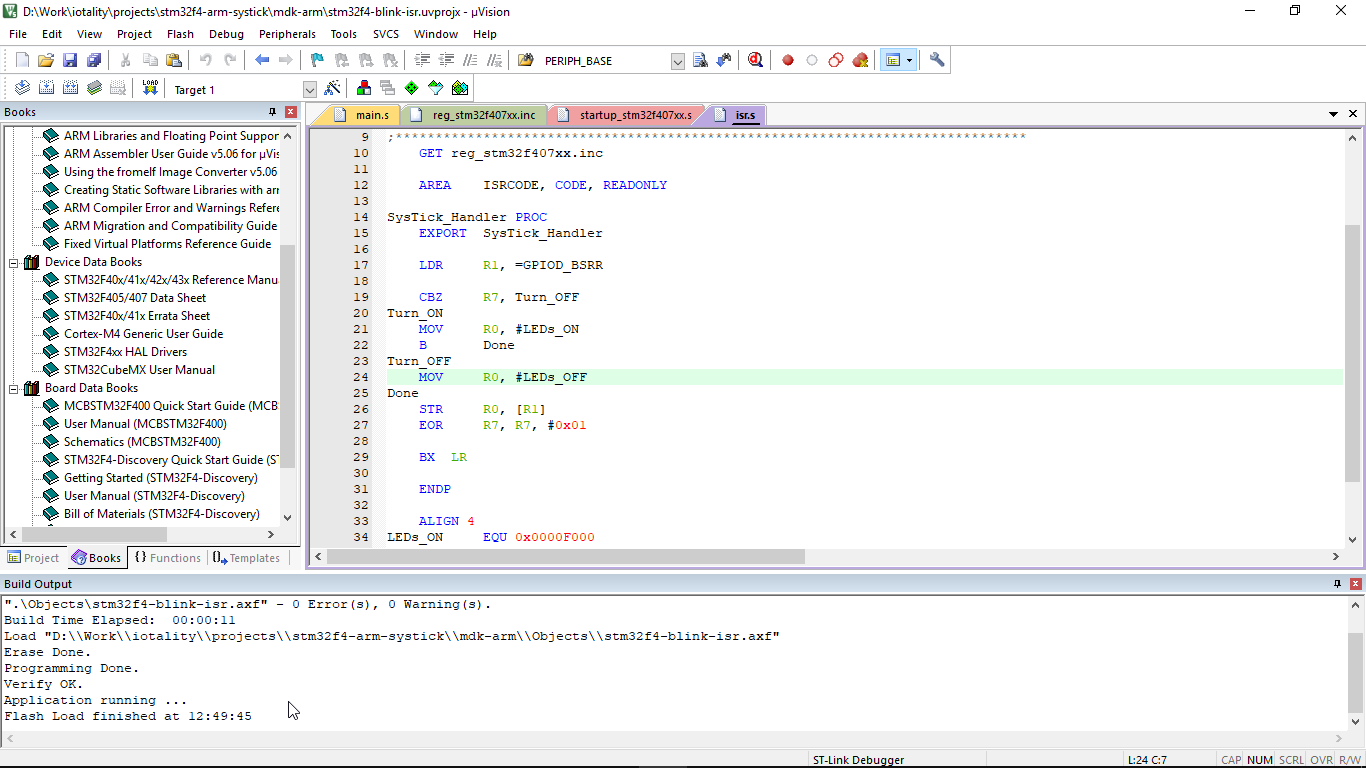 D:\Work\iotality\projects\stm32f4-arm-systick\mdk-arm\stm32f4-blink-isr.uvprojx - µVision
File Edit View Project Flash Debug Peripherals Tools SVCS Window Help
PERIPH_BASE
LOAD Target 1
Books
main.s reg_stm32f407xx.inc startup_stm32f407xx.s isr.s
ARM Libraries and Floating Point Suppor
ARM Assembler User Guide v5.06 for µVis
Using the fromelf Image Converter v5.06
Creating Static Software Libraries with arr
ARM Compiler Error and Warnings Refere
ARM Migration and Compatibility Guide
Fixed Virtual Platforms Reference Guide
Device Data Books
STM32F40x/41x/42x/43x Reference Manu
STM32F405/407 Data Sheet
STM32F40x/41x Errata Sheet
Cortex-M4 Generic User Guide
STM32F4xx HAL Drivers
STM32CubeMX User Manual
Board Data Books
MCBSTM32F400 Quick Start Guide (MCB
User Manual (MCBSTM32F400)
Schematics (MCBSTM32F400)
STM32F4-Discovery Quick Start Guide (S
Getting Started (STM32F4-Discovery)
User Manual (STM32F4-Discovery)
Bill of Materials (STM32F4-Discovery)
Project Books {} Functions Templates
9 ;*******************************************************************************
10 GET reg_stm32f407xx.inc
11
12 AREA ISRCODE, CODE, READONLY
13
14 SysTick_Handler PROC
15 EXPORT SysTick_Handler
16
17 LDR R1, =GPIOD_BSRR
18
19 CBZ R7, Turn_OFF
20 Turn_ON
21 MOV R0, #LEDs_ON
22 B Done
23 Turn_OFF
24 MOV R0, #LEDs_OFF
25 Done
26 STR R0, [R1]
27 EOR R7, R7, #0x01
28
29 BX LR
30
31 ENDP
32
33 ALIGN 4
34 LEDs_ON EQU 0x0000F000
Build Output
".\Objects\stm32f4-blink-isr.axf" - 0 Error(s), 0 Warning(s).
Build Time Elapsed: 00:00:11
Load "D:\\Work\\iotality\\projects\\stm32f4-arm-systick\\mdk-arm\\Objects\\stm32f4-blink-isr.axf"
Erase Done.
Programming Done.
Verify OK.
Application running ...
Flash Load finished at 12:49:45
ST-Link Debugger L:24 C:7 CAP NUM SCRL OVR R/W